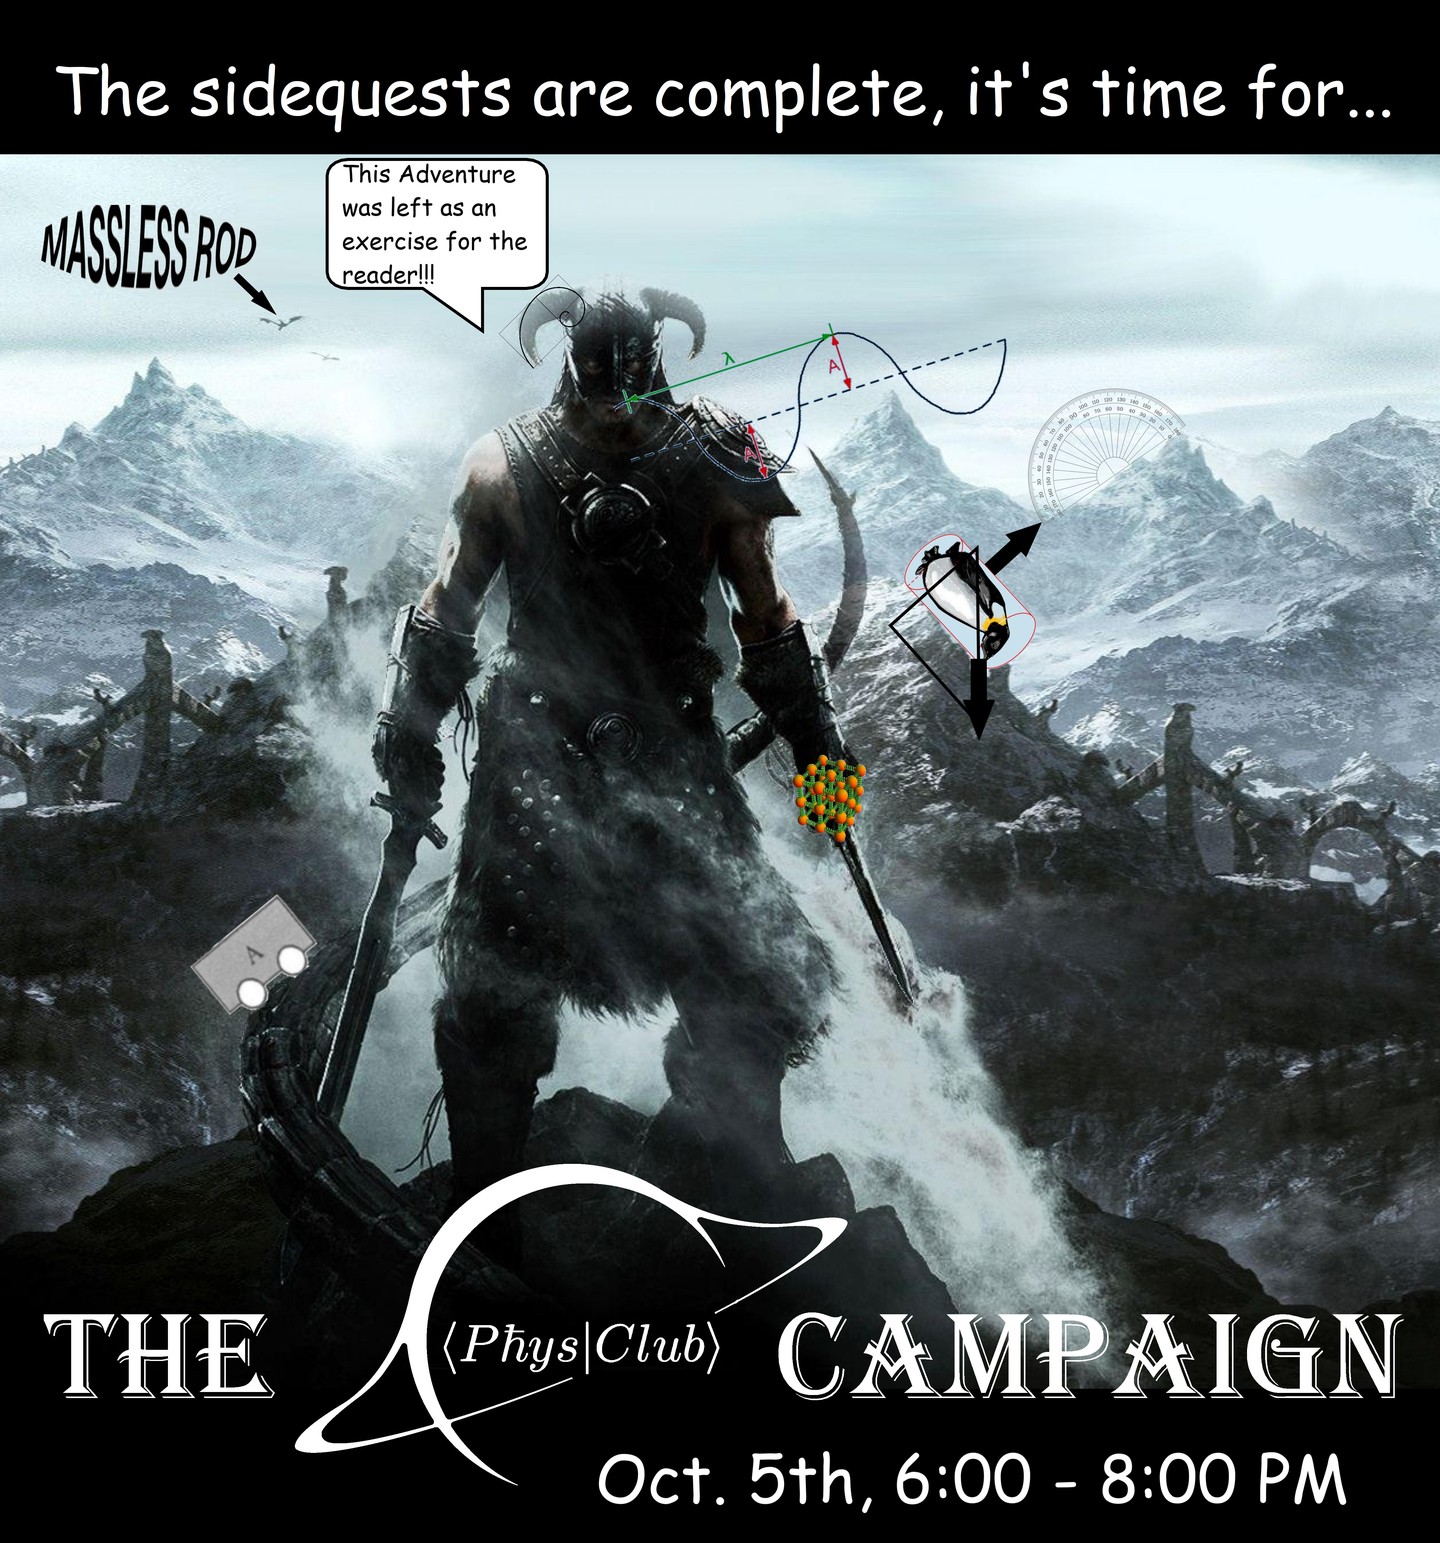 The sidequests are complete, it's time for...
MASSLESS ROD
This Adventure
was left as an
exercise for the
reader!!!
λ
A
A
A
THE ⟨Pℏys|Club⟩ CAMPAIGN
Oct. 5th, 6:00 - 8:00 PM